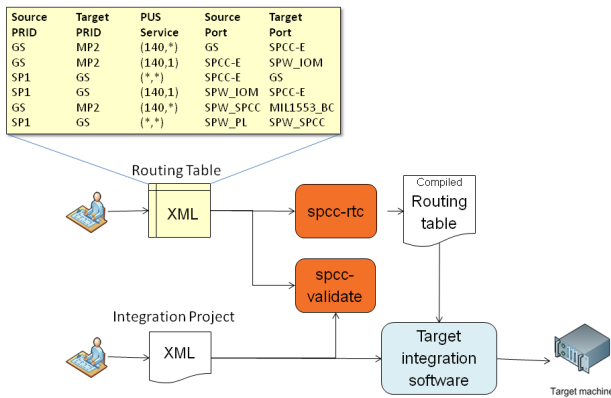 Source Target PUS Source Target
PRID PRID Service Port Port
GS MP2 (140,*) GS SPCC-E
GS MP2 (140,1) SPCC-E SPW_IOM
SP1 GS (*,*) SPCC-E GS
SP1 GS (140,1) SPW_IOM SPCC-E
GS MP2 (140,*) SPW_SPCC MIL1553_BC
SP1 GS (*,*) SPW_PL SPW_SPCC
Routing Table
XML
spcc-rtc
Compiled
Routing
table
spcc-
validate
Integration Project
XML
Target
integration
software
Target machine